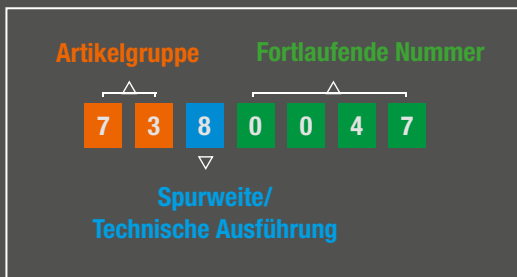 Artikelgruppe Fortlaufende Nummer
7 3 8 0 0 4 7
Spurweite/
Technische Ausführung